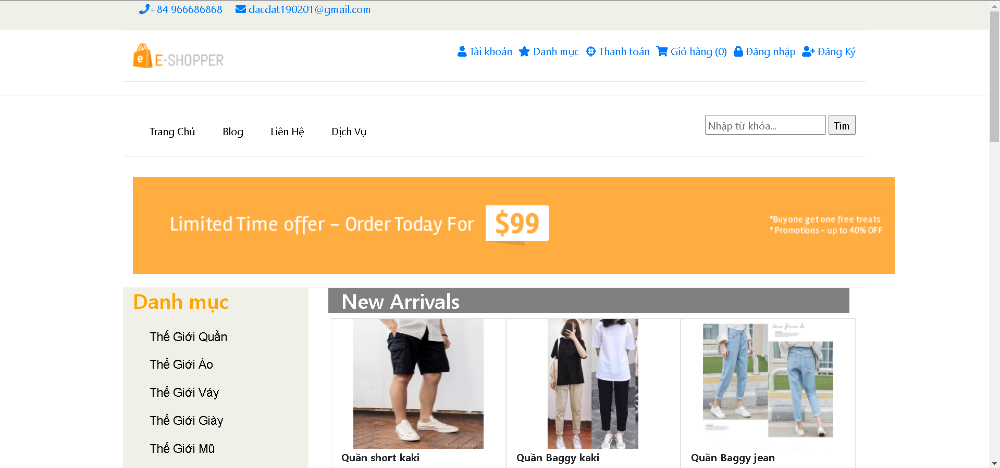 +84 966686868 dacdat190201@gmail.com
e E-SHOPPER
Tài khoản Danh mục Thanh toán Giỏ hàng (0) Đăng nhập Đăng Ký
Trang Chủ Blog Liên Hệ Dịch Vụ
Nhập từ khóa... Tìm
Limited Time offer – Order Today For $99
*Buy one get one free treats
* Promotions – up to 40% OFF
Danh mục
Thế Giới Quần
Thế Giới Áo
Thế Giới Váy
Thế Giới Giày
Thế Giới Mũ
New Arrivals
Quần short kaki
Quần Baggy kaki
Quần Baggy jean